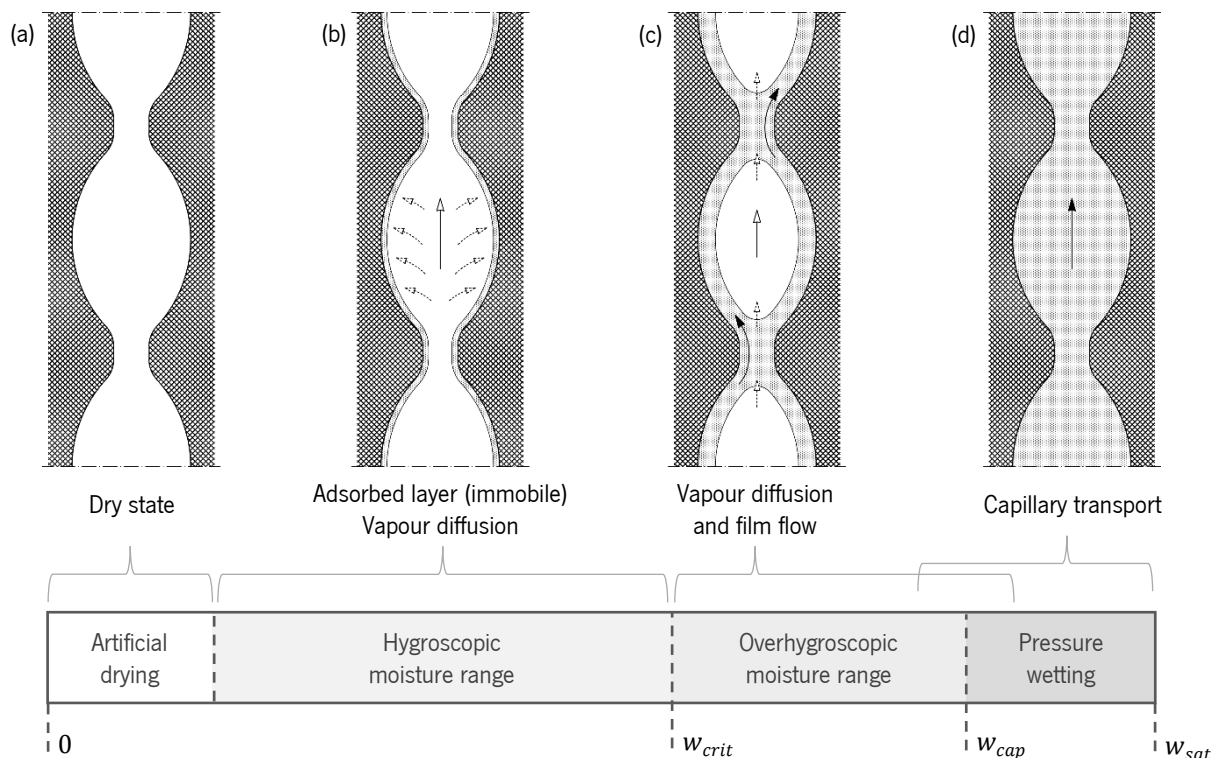 (a)
(b)
(c)
(d)
Dry state
Adsorbed layer (immobile)
Vapour diffusion
Vapour diffusion
and film flow
Capillary transport
Artificial
drying
Hygroscopic
moisture range
Overhygroscopic
moisture range
Pressure
wetting
0
w_crit
w_cap
w_sat